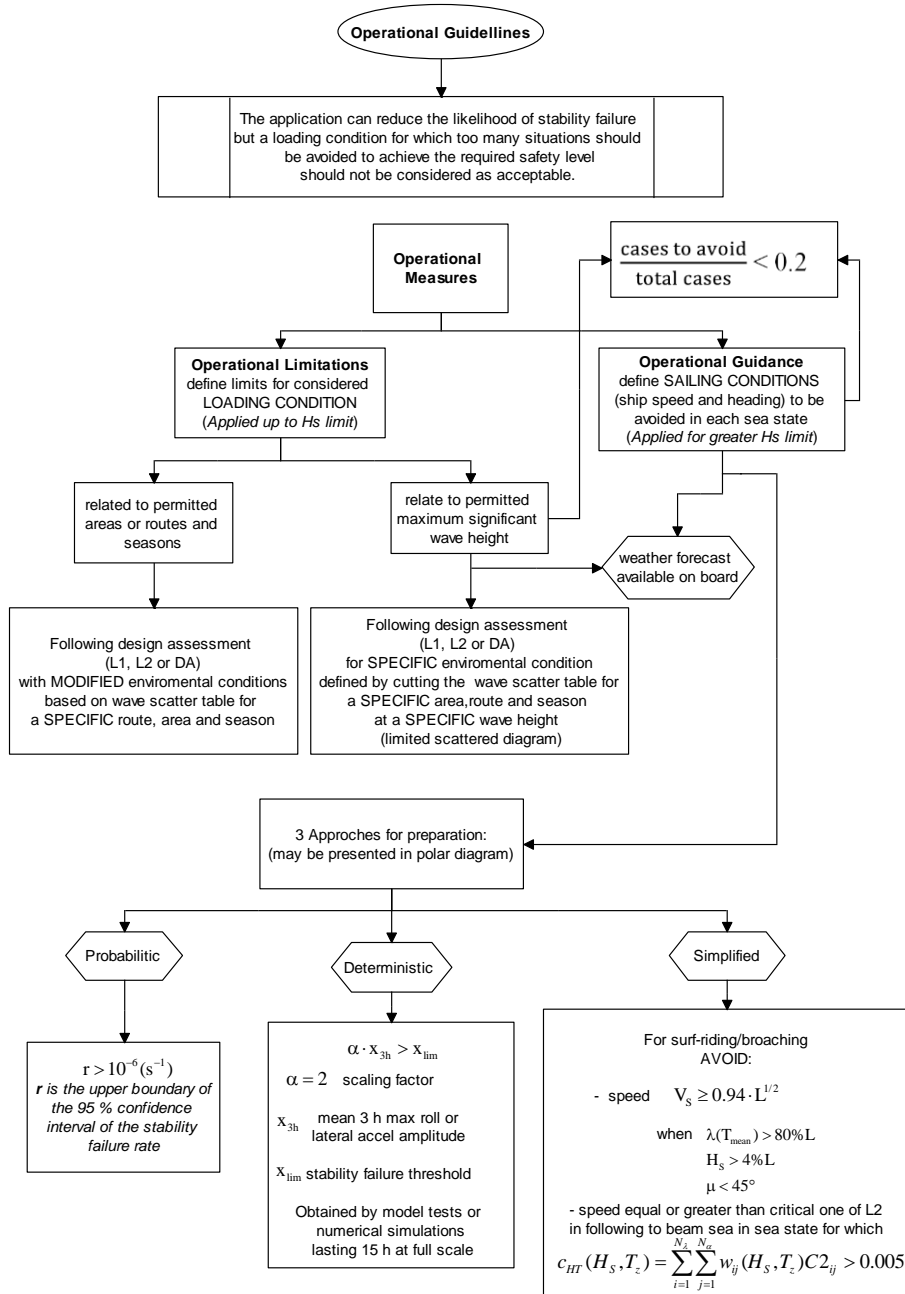 Operational Guidellines
The application can reduce the likelihood of stability failure
but a loading condition for which too many situations should
be avoided to achieve the required safety level
should not be considered as acceptable.
Operational
Measures
cases to avoid
total cases
< 0.2
Operational Limitations
define limits for considered
LOADING CONDITION
(Applied up to Hs limit)
Operational Guidance
define SAILING CONDITIONS
(ship speed and heading) to be
avoided in each sea state
(Applied for greater Hs limit)
related to permitted
areas or routes and
seasons
relate to permitted
maximum significant
wave height
weather forecast
available on board
Following design assessment
(L1, L2 or DA)
with MODIFIED enviromental conditions
based on wave scatter table for
a SPECIFIC route, area and season
Following design assessment
(L1, L2 or DA)
for SPECIFIC enviromental condition
defined by cutting the wave scatter table for
a SPECIFIC area,route and season
at a SPECIFIC wave height
(limited scattered diagram)
3 Approches for preparation:
(may be presented in polar diagram)
Probabilitic
Deterministic
Simplified
r > 10⁻⁶ (s⁻¹)
r is the upper boundary of
the 95 % confidence
interval of the stability
failure rate
α · x₃ₕ > x_lim
α = 2 scaling factor
x₃ₕ mean 3 h max roll or
lateral accel amplitude
x_lim stability failure threshold
Obtained by model tests or
numerical simulations
lasting 15 h at full scale
For surf-riding/broaching
AVOID:
- speed V_S ≥ 0.94 · L^1/2
when λ(T_mean) > 80% L
H_S > 4% L
μ < 45°
- speed equal or greater than critical one of L2
in following to beam sea in sea state for which
c_HT (H_S, T_z) = ∑_{i=1}^{N_λ} ∑_{j=1}^{N_α} w_ij (H_S, T_z) C2_ij > 0.005